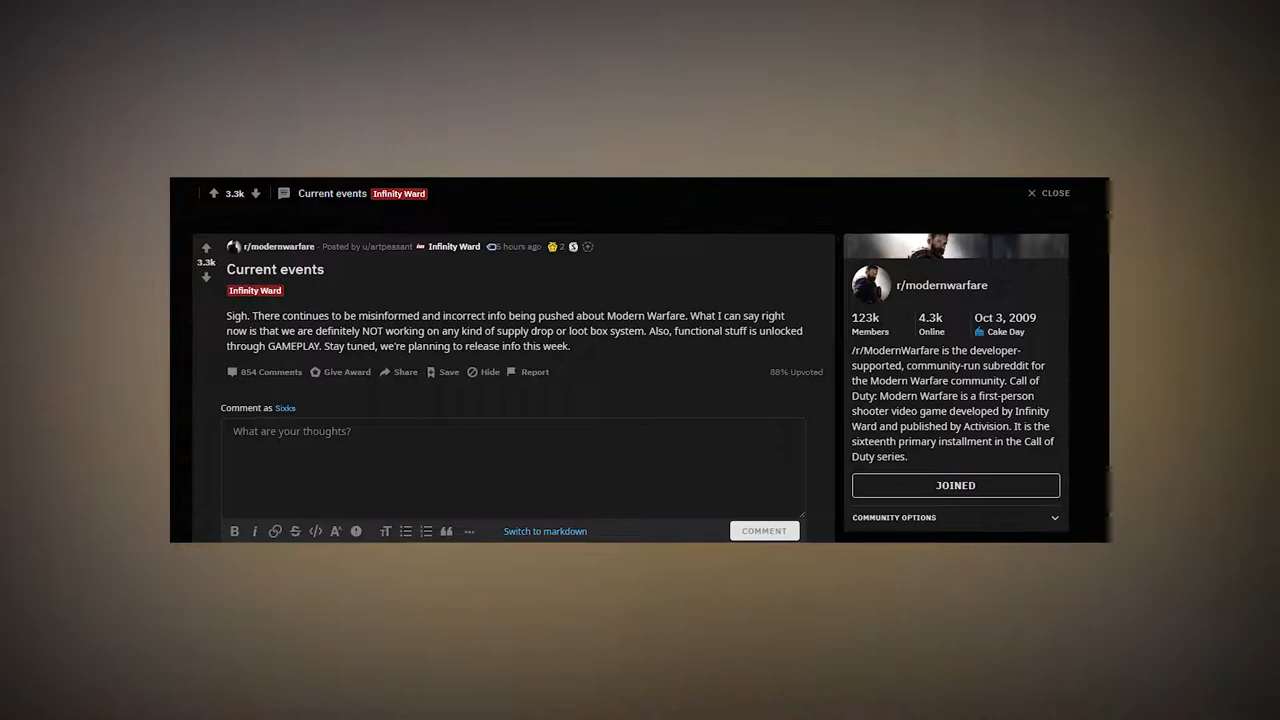 3.3k Current events Infinity Ward
CLOSE
r/modernwarfare · Posted by u/artpeasant Infinity Ward 5 hours ago 2 S
3.3k
Current events
Infinity Ward
Sigh. There continues to be misinformed and incorrect info being pushed about Modern Warfare. What I can say right
now is that we are definitely NOT working on any kind of supply drop or loot box system. Also, functional stuff is unlocked
through GAMEPLAY. Stay tuned, we're planning to release info this week.
854 Comments Give Award Share Save Hide Report 88% Upvoted
Comment as Sixks
What are your thoughts?
Switch to markdown
COMMENT
r/modernwarfare
123k 4.3k Oct 3, 2009
Members Online Cake Day
/r/ModernWarfare is the developer-
supported, community-run subreddit for
the Modern Warfare community. Call of
Duty: Modern Warfare is a first-person
shooter video game developed by Infinity
Ward and published by Activision. It is the
sixteenth primary installment in the Call of
Duty series.
JOINED
COMMUNITY OPTIONS